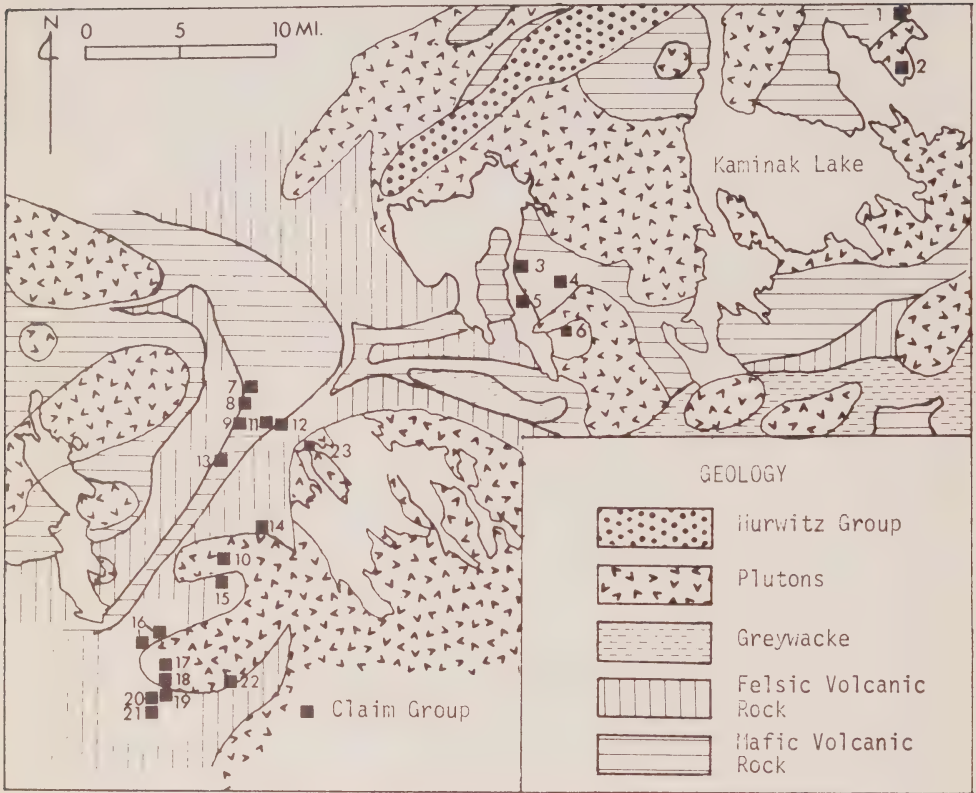 N
0 5 10 MI.
1
2
Kaminak Lake
3
4
5
6
7
8
9 11 12
13
23
14
10
15
16
17
18
19
20
21
22
Claim Group
GEOLOGY
Hurwitz Group
Plutons
Greywacke
Felsic Volcanic
Rock
Mafic Volcanic
Rock